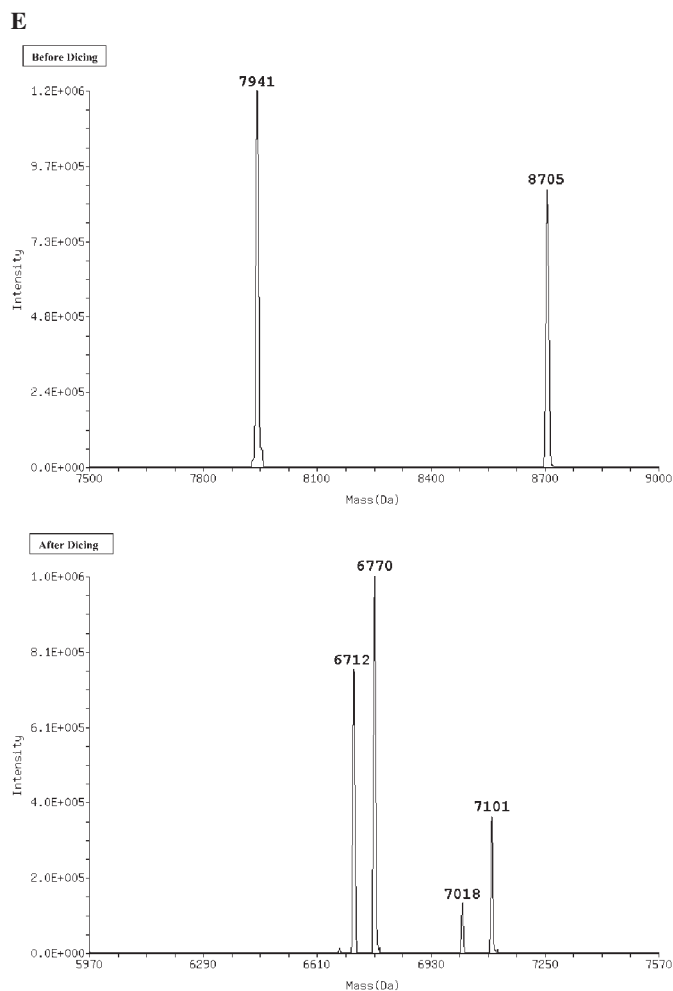 E
Before Dicing
7941
1.2E+006
8705
9.7E+005
7.3E+005
Intensity
4.8E+005
2.4E+005
0.0E+000
7500 7800 8100 8400 8700 9000
Mass(Da)
After Dicing
6770
1.0E+006
6712
8.1E+005
6.1E+005
Intensity
7101
4.0E+005
7018
2.0E+005
0.0E+000
5970 6290 6610 6930 7250 7570
Mass(Da)